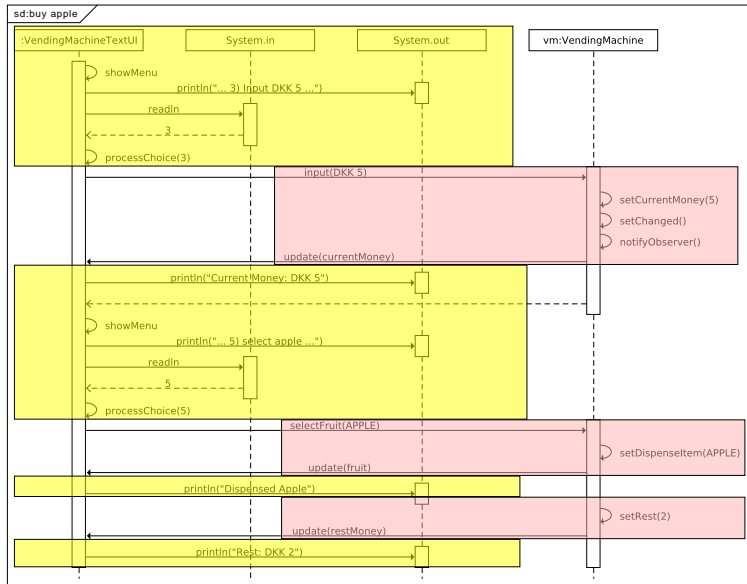 sd:buy apple
:VendingMachineTextUI
System.in
System.out
vm:VendingMachine
showMenu
println("... 3) Input DKK 5 ...")
readln
3
processChoice(3)
input(DKK 5)
setCurrentMoney(5)
setChanged()
notifyObserver()
update(currentMoney)
println("Current Money: DKK 5")
showMenu
println("... 5) select apple ...")
readln
5
processChoice(5)
selectFruit(APPLE)
setDispenseItem(APPLE)
update(fruit)
println("Dispensed Apple")
setRest(2)
update(restMoney)
println("Rest: DKK 2")